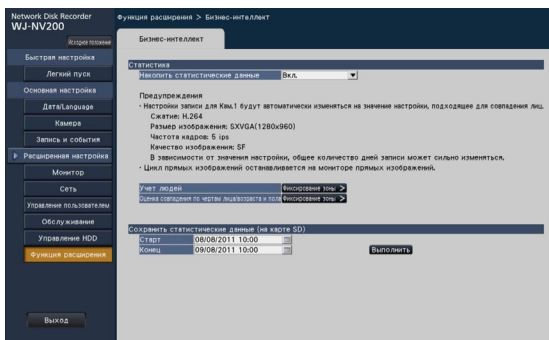 Network Disk Recorder
WJ-NV200
Исходное положение
Быстрая настройка
Легкий пуск
Основная настройка
Дата/Language
Камера
Запись и события
Расширенная настройка
Монитор
Сеть
Управление пользователем
Обслуживание
Управление HDD
Функция расширения
Выход
Функция расширения > Бизнес-интеллект
Бизнес-интеллект
Статистика
Накопить статистические данные Вкл.
Предупреждения
· Настройки записи для Кам.1 будут автоматически изменяться на значение настройки, подходящее для совпадения лиц.
Сжатие: H.264
Размер изображения: SXVGA(1280x960)
Частота кадров: 5 ips
Качество изображения: SF
В зависимости от значения настройки, общее количество дней записи может сильно изменяться.
· Цикл прямых изображений останавливается на мониторе прямых изображений.
Учет людей Фиксирование зоны >
Оценка совпадения по чертам лица/возраста и пола Фиксирование зоны >
Сохранить статистические данные (на карте SD)
Старт 08/08/2011 10:00
Конец 09/08/2011 10:00 Выполнить